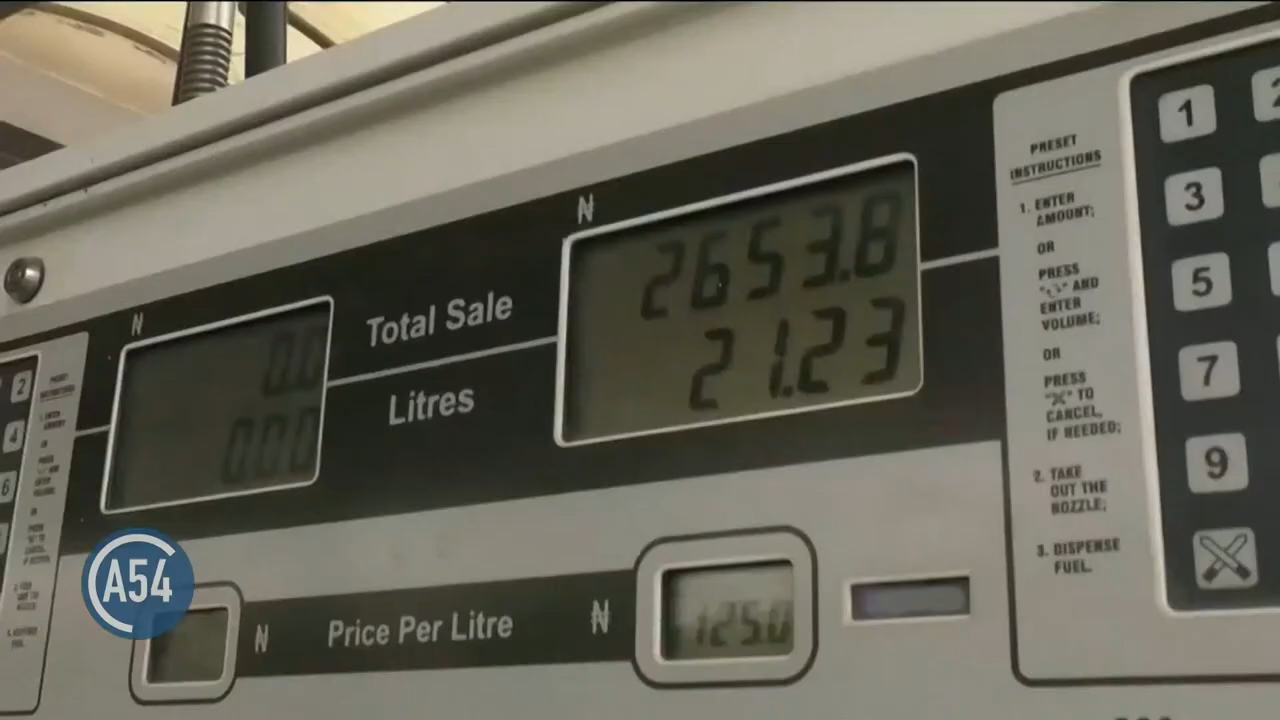 ₦
0.0
0.00
Total Sale
Litres
₦
2653.8
21.23
₦
Price Per Litre
₦
125.0
PRESET
INSTRUCTIONS
1. ENTER
AMOUNT;
OR
PRESS
" " AND
ENTER
VOLUME;
OR
PRESS
" " TO
CANCEL,
IF NEEDED;
2. TAKE
OUT THE
NOZZLE;
3. DISPENSE
FUEL.
1
2
3
5
7
9
2
4
6
A54